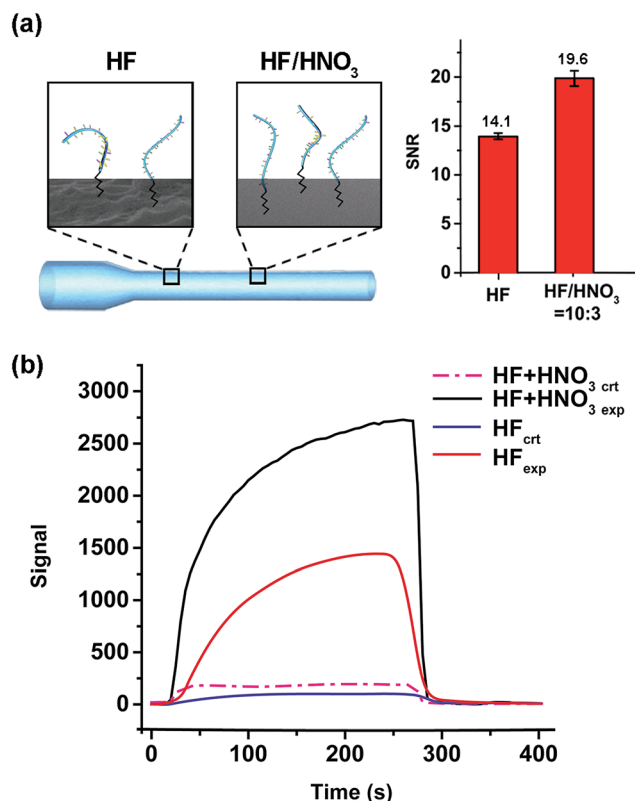 (a)
HF
HF/HNO₃
SNR
20
15
10
5
0
14.1
19.6
HF
HF/HNO₃
=10:3
(b)
HF+HNO₃ crt
HF+HNO₃ exp
HFcrt
HFexp
Signal
3000
2500
2000
1500
1000
500
0
0 100 200 300 400
Time (s)